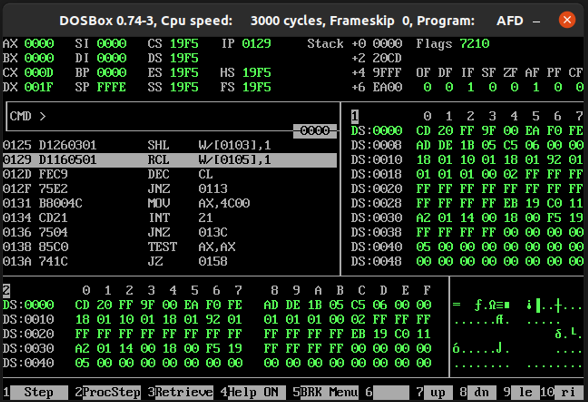 DOSBox 0.74-3, Cpu speed: 3000 cycles, Frameskip 0, Program: AFD
AX 0000 SI 0000 CS 19F5 IP 0129 Stack +0 0000 Flags 7210
BX 0000 DI 0000 DS 19F5 +2 20CD
CX 000D BP 0000 ES 19F5 HS 19F5 +4 9FFF OF DF IF SF ZF AF PF CF
DX 001F SP FFFE SS 19F5 FS 19F5 +6 EA00 0 0 1 0 0 1 0 0
CMD > 1 0 1 2 3 4 5 6 7
0000 DS:0000 CD 20 FF 9F 00 EA F0 FE
0125 D1260301 SHL W/[0103],1 DS:0008 AD DE 1B 05 C5 06 00 00
0129 D1160501 RCL W/[0105],1 DS:0010 18 01 10 01 18 01 92 01
012D FEC9 DEC CL DS:0018 01 01 01 00 02 FF FF FF
012F 75E2 JNZ 0113 DS:0020 FF FF FF FF FF FF FF FF
0131 B8004C MOV AX,4C00 DS:0028 FF FF FF FF EB 19 C0 11
0134 CD21 INT 21 DS:0030 A2 01 14 00 18 00 F5 19
0136 7504 JNZ 013C DS:0038 FF FF FF FF 00 00 00 00
0138 85C0 TEST AX,AX DS:0040 05 00 00 00 00 00 00 00
013A 741C JZ 0158 DS:0048 00 00 00 00 00 00 00 00
2 0 1 2 3 4 5 6 7 8 9 A B C D E F
DS:0000 CD 20 FF 9F 00 EA F0 FE AD DE 1B 05 C5 06 00 00
DS:0010 18 01 10 01 18 01 92 01 01 01 01 00 02 FF FF FF
DS:0020 FF FF FF FF FF FF FF FF FF FF FF FF EB 19 C0 11
DS:0030 A2 01 14 00 18 00 F5 19 FF FF FF FF 00 00 00 00
DS:0040 05 00 00 00 00 00 00 00 00 00 00 00 00 00 00 00
1 Step 2ProcStep 3Retrieve 4Help ON 5BRK Menu 6 7 up 8 dn 9 le 10 ri